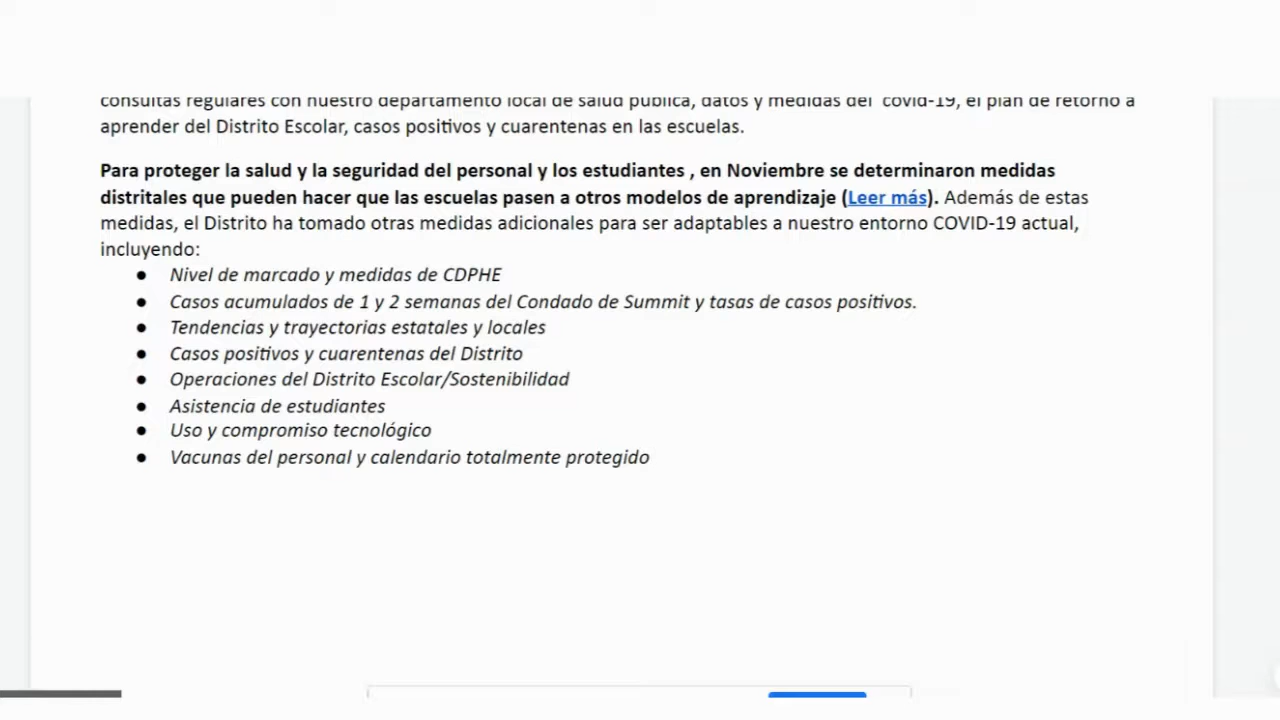 consultas regulares con nuestro departamento local de salud pública, datos y medidas del covid-19, el plan de retorno a
aprender del Distrito Escolar, casos positivos y cuarentenas en las escuelas.
Para proteger la salud y la seguridad del personal y los estudiantes , en Noviembre se determinaron medidas
distritales que pueden hacer que las escuelas pasen a otros modelos de aprendizaje (Leer más). Además de estas
medidas, el Distrito ha tomado otras medidas adicionales para ser adaptables a nuestro entorno COVID-19 actual,
incluyendo:
● Nivel de marcado y medidas de CDPHE
● Casos acumulados de 1 y 2 semanas del Condado de Summit y tasas de casos positivos.
● Tendencias y trayectorias estatales y locales
● Casos positivos y cuarentenas del Distrito
● Operaciones del Distrito Escolar/Sostenibilidad
● Asistencia de estudiantes
● Uso y compromiso tecnológico
● Vacunas del personal y calendario totalmente protegido